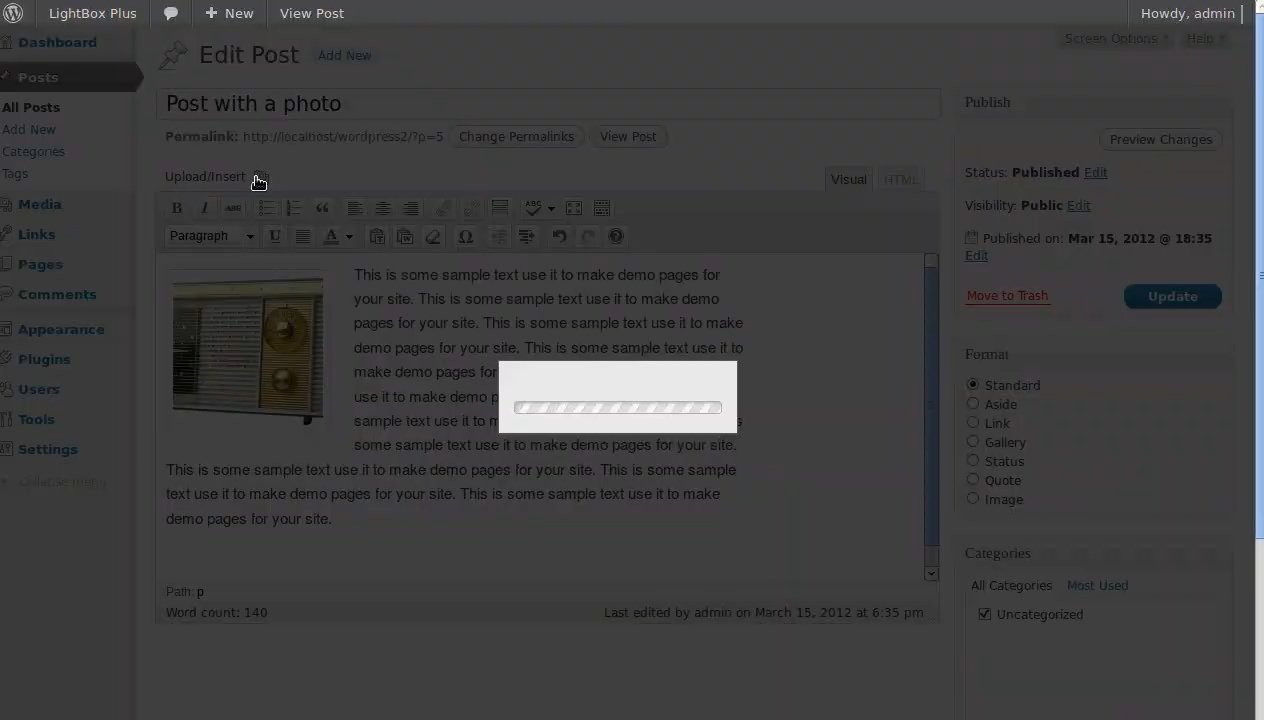 LightBox Plus
+ New
View Post
Howdy, admin
Dashboard
Posts
All Posts
Add New
Categories
Tags
Media
Links
Pages
Comments
Appearance
Plugins
Users
Tools
Settings
Collapse menu
Screen Options
Help
Edit Post
Add New
Post with a photo
Permalink: http://localhost/wordpress2/?p=5
Change Permalinks
View Post
Upload/Insert
Visual
HTML
B I ABC
ABC
Paragraph
U
A
Ω
This is some sample text use it to make demo pages for
your site. This is some sample text use it to make demo
pages for your site. This is some sample text use it to make
demo pages for your site. This is some sample text use it to
make demo pages for
use it to make demo p
sample text use it to m
some sample text use it to make demo pages for your site.
This is some sample text use it to make demo pages for your site. This is some sample
text use it to make demo pages for your site. This is some sample text use it to make
demo pages for your site.
Path: p
Word count: 140
Last edited by admin on March 15, 2012 at 6:35 pm
Publish
Preview Changes
Status: Published Edit
Visibility: Public Edit
Published on: Mar 15, 2012 @ 18:35
Edit
Move to Trash
Update
Format
Standard
Aside
Link
Gallery
Status
Quote
Image
Categories
All Categories
Most Used
Uncategorized